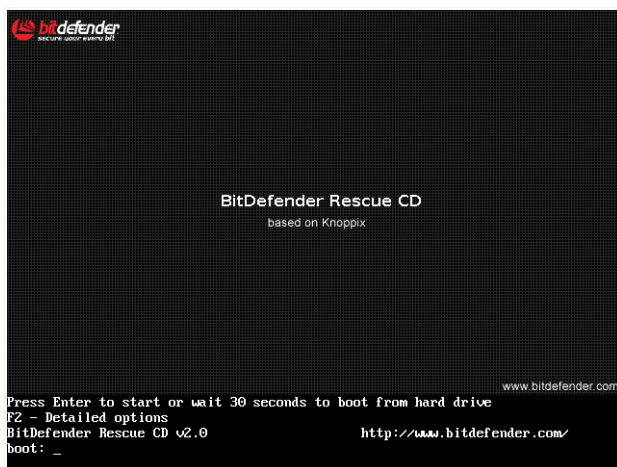 bitdefender
secure your every bit
BitDefender Rescue CD
based on Knoppix
www.bitdefender.com
Press Enter to start or wait 30 seconds to boot from hard drive
F2 - Detailed options
BitDefender Rescue CD v2.0 http://www.bitdefender.com/
boot: _